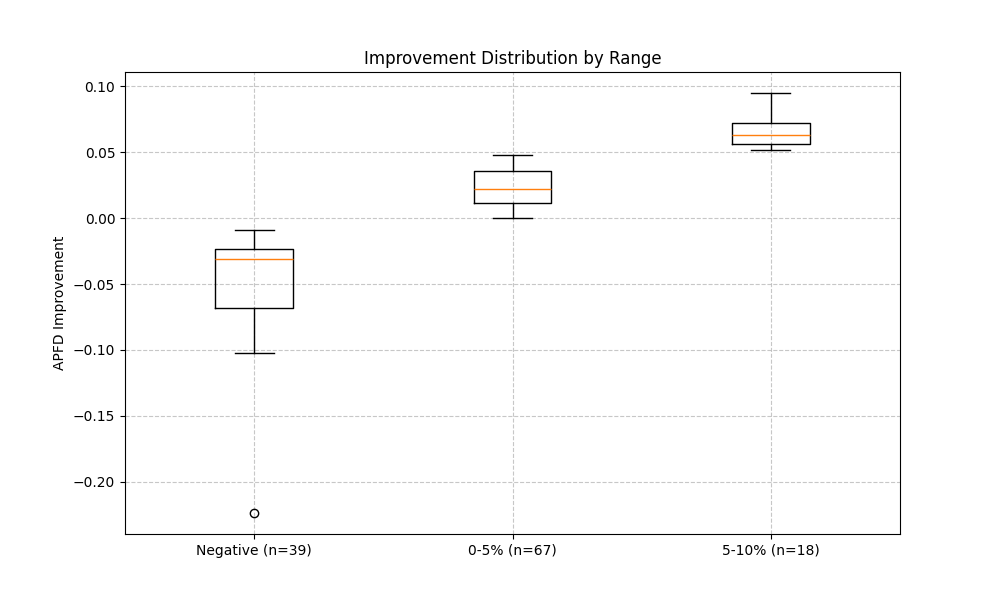 Improvement Distribution by Range
APFD Improvement
0.10
0.05
0.00
−0.05
−0.10
−0.15
−0.20
Negative (n=39)
0-5% (n=67)
5-10% (n=18)